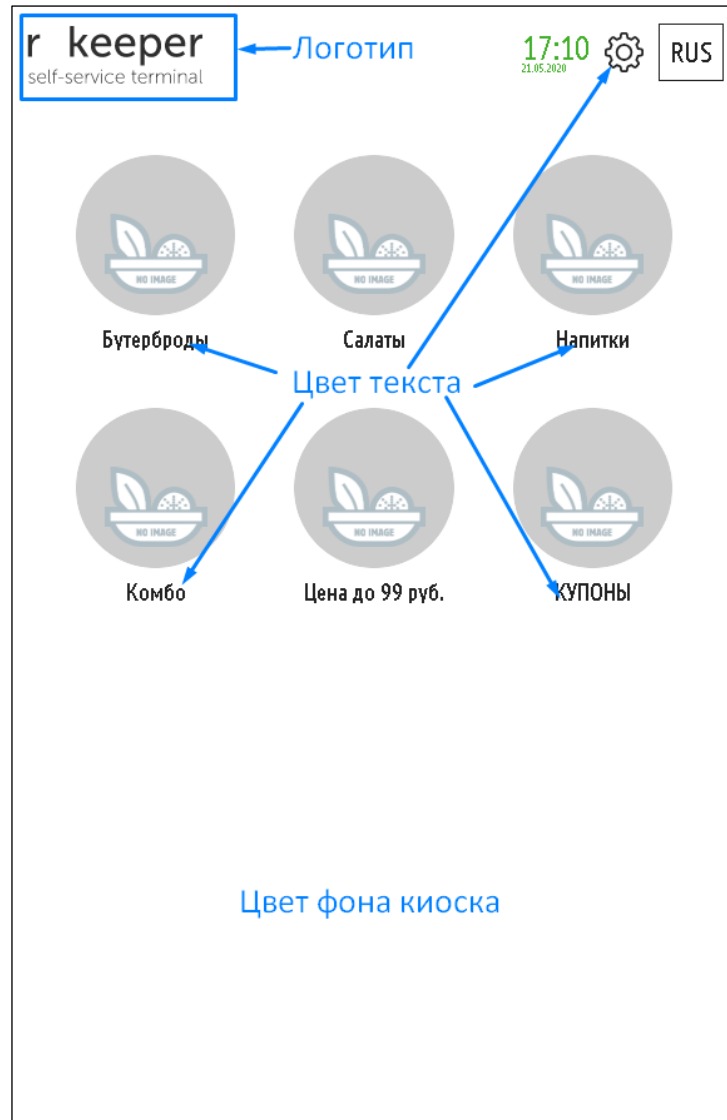 r keeper
self-service terminal
Логотип
17:10
21.05.2020
RUS
NO IMAGE
NO IMAGE
NO IMAGE
Бутерброды
Салаты
Напитки
Цвет текста
NO IMAGE
NO IMAGE
NO IMAGE
Комбо
Цена до 99 руб.
КУПОНЫ
Цвет фона киоска